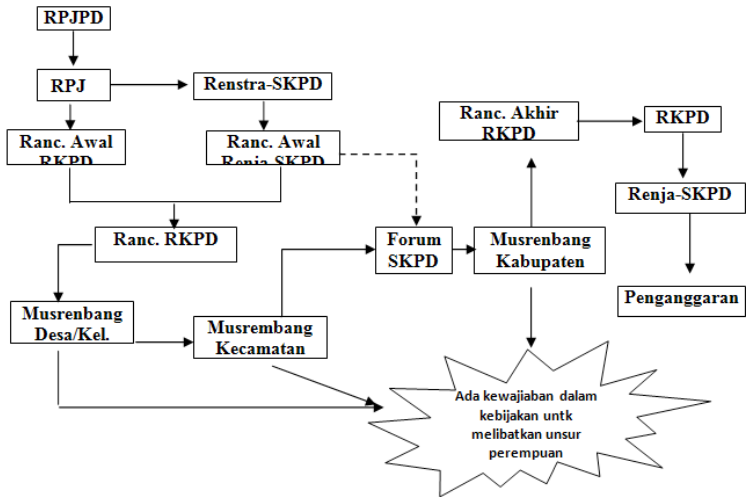 RPJPD
RPJ
Renstra-SKPD
Ranc. Awal
RKPD
Ranc. Awal
Renja-SKPD
Ranc. RKPD
Musrenbang
Desa/Kel.
Musrembang
Kecamatan
Forum
SKPD
Musrenbang
Kabupaten
Ranc. Akhir
RKPD
RKPD
Renja-SKPD
Penganggaran
Ada kewajiaban dalam
kebijakan untk
melibatkan unsur
perempuan